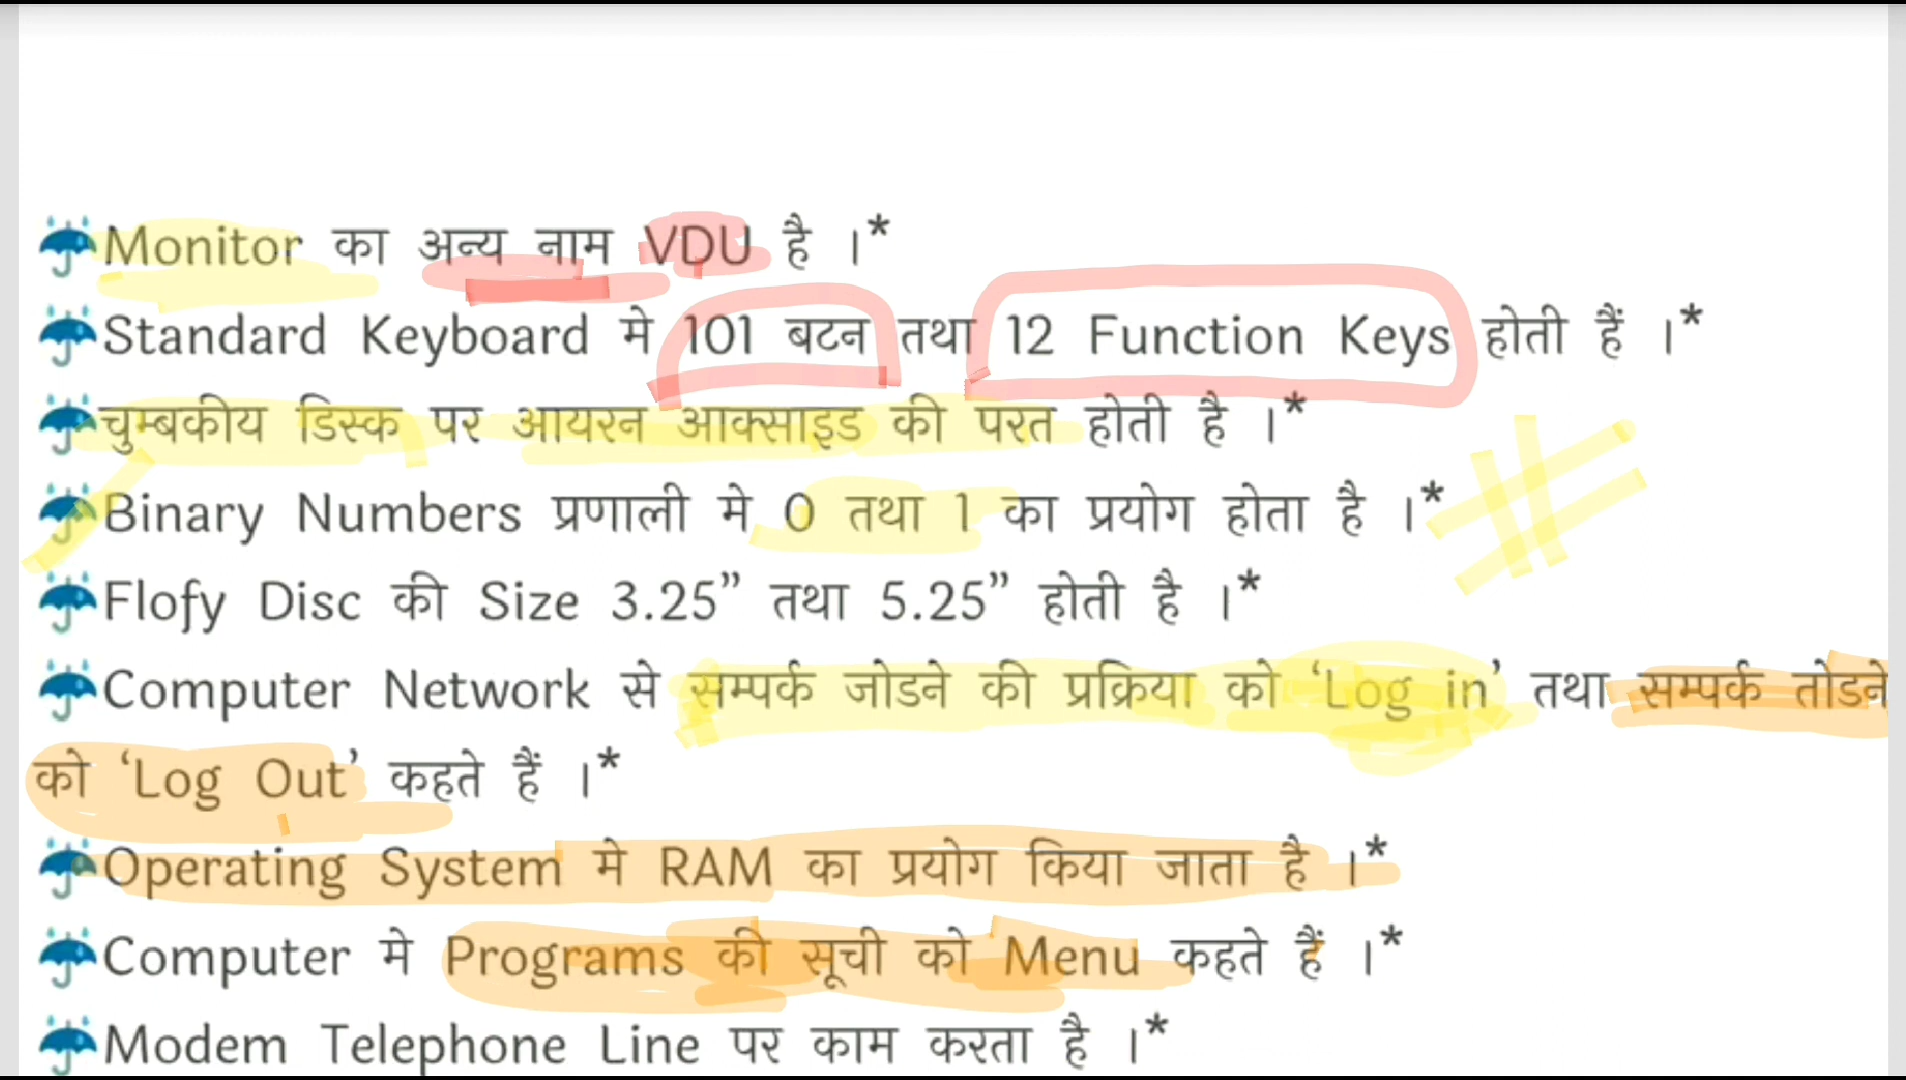 Monitor का अन्य नाम VDU है ।*
Standard Keyboard मे 101 बटन तथा 12 Function Keys होती हैं ।*
चुम्बकीय डिस्क पर आयरन आक्साइड की परत होती है ।*
Binary Numbers प्रणाली मे 0 तथा 1 का प्रयोग होता है ।*
Flofy Disc की Size 3.25” तथा 5.25” होती है ।*
Computer Network से सम्पर्क जोडने की प्रक्रिया को ‘Log in’ तथा सम्पर्क तोडने
को ‘Log Out’ कहते हैं ।*
Operating System मे RAM का प्रयोग किया जाता है ।*
Computer मे Programs की सूची को Menu कहते हैं ।*
Modem Telephone Line पर काम करता है ।*